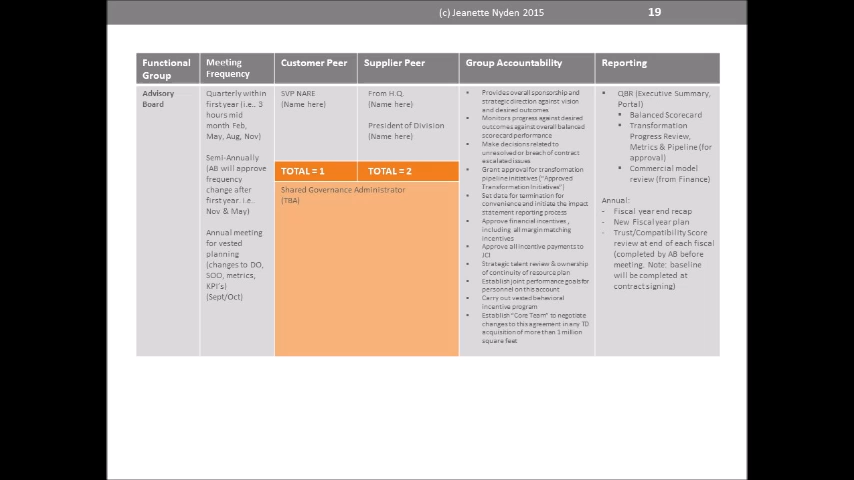 (c) Jeanette Nyden 2015
19
Functional
Group
Meeting
Frequency
Customer Peer
Supplier Peer
Group Accountability
Reporting
Advisory
Board
Quarterly within
first year (i.e.. 3
hours mid
month Feb,
May, Aug, Nov)
Semi-Annually
(AB will approve
frequency
change after
first year. i.e..
Nov & May)
Annual meeting
for vested
planning
(changes to DO,
SOO, metrics,
KPI's)
(Sept/Oct)
SVP NARE
(Name here)
From H.Q.
(Name here)
President of Division
(Name here)
TOTAL = 1
TOTAL = 2
Shared Governance Administrator
(TBA)
• Provides overall sponsorship and
strategic direction against vision
and desired outcomes
• Monitors progress against desired
outcomes against overall balanced
scorecard performance
• Make decisions related to
unresolved or breach of contract
escalated issues
• Grant approval for transformation
pipeline initiatives ("Approved
Transformation Initiatives")
• Set date for termination for
convenience and initiate the impact
statement reporting process
• Approve financial incentives,
including all margin matching
incentives
• Approve all incentive payments to
JCI
• Strategic talent review & ownership
of continuity of resource plan
• Establish joint performance goals for
personnel on this account
• Carry out vested behavioral
incentive program
• Establish "Core Team" to negotiate
changes to this agreement in any TD
acquisition of more than 1 million
square feet
• QBR (Executive Summary,
Portal)
• Balanced Scorecard
• Transformation
Progress Review,
Metrics & Pipeline (for
approval)
• Commercial model
review (from Finance)
Annual:
- Fiscal year end recap
- New Fiscal year plan
- Trust/Compatibility Score
review at end of each fiscal
(completed by AB before
meeting. Note: baseline
will be completed at
contract signing)